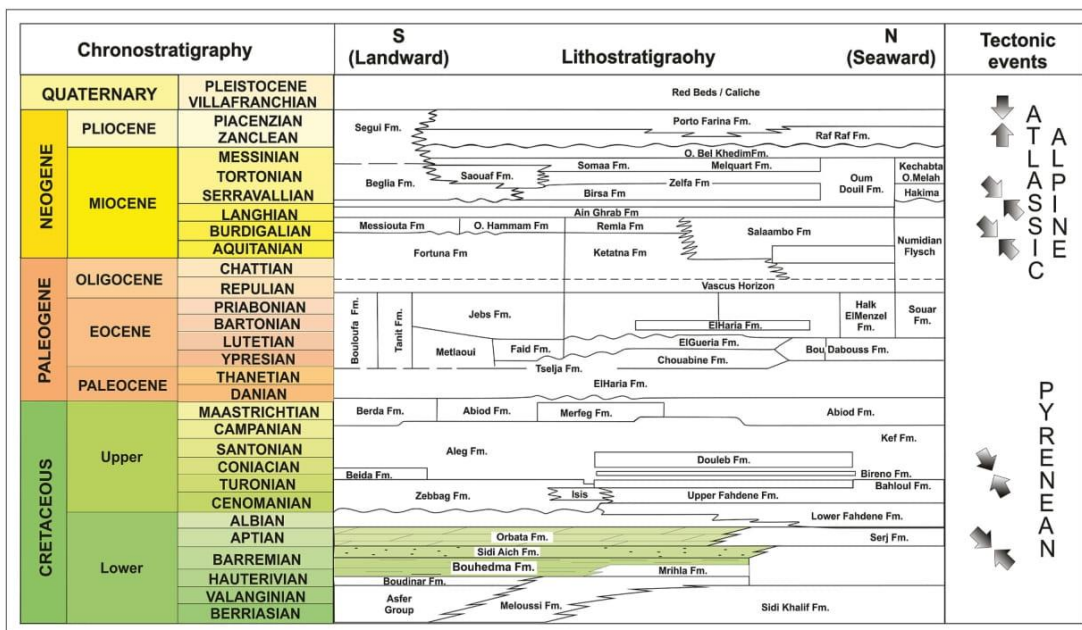 Chronostratigraphy
S
(Landward)
Lithostratigraohy
N
(Seaward)
Tectonic
events
QUATERNARY
PLEISTOCENE
VILLAFRANCHIAN
Red Beds / Caliche
NEOGENE
PLIOCENE
PIACENZIAN
ZANCLEAN
Segui Fm.
Porto Farina Fm.
Raf Raf Fm.
MIOCENE
MESSINIAN
TORTONIAN
SERRAVALLIAN
LANGHIAN
BURDIGALIAN
AQUITANIAN
O. Bel KhedimFm.
Beglia Fm.
Saouaf Fm.
Somaa Fm.
Melquart Fm.
Zelfa Fm
Birsa Fm
Oum
Douil Fm.
Kechabta
O.Melah
Hakima
Ain Ghrab Fm
Messiouta Fm
O. Hammam Fm
Remla Fm
Salaambo Fm
Fortuna Fm
Ketatna Fm
Numidian
Flysch
PALEOGENE
OLIGOCENE
CHATTIAN
REPULIAN
Vascus Horizon
EOCENE
PRIABONIAN
BARTONIAN
LUTETIAN
YPRESIAN
Bouloufa Fm.
Tanit Fm.
Jebs Fm.
Metlaoui
Faid Fm.
ElHaria Fm.
ElGueria Fm.
Chouabine Fm.
Halk
ElMenzel
Fm.
Souar
Fm.
Bou Dabouss Fm.
Tselja Fm.
PALEOCENE
THANETIAN
DANIAN
ElHaria Fm.
CRETACEOUS
Upper
MAASTRICHTIAN
CAMPANIAN
SANTONIAN
CONIACIAN
TURONIAN
CENOMANIAN
Berda Fm.
Abiod Fm.
Merfeg Fm.
Abiod Fm.
Kef Fm.
Aleg Fm.
Douleb Fm.
Beida Fm.
Bireno Fm.
Bahloul Fm.
Zebbag Fm.
Isis
Upper Fahdene Fm.
Lower
ALBIAN
APTIAN
BARREMIAN
HAUTERIVIAN
VALANGINIAN
BERRIASIAN
Lower Fahdene Fm.
Orbata Fm.
Serj Fm.
Sidi Aich Fm.
Bouhedma Fm.
Mrihla Fm.
Boudinar Fm.
Asfer
Group
Meloussi Fm.
Sidi Khalif Fm.
ATLASSIC
ALPINE
PYRENEAN